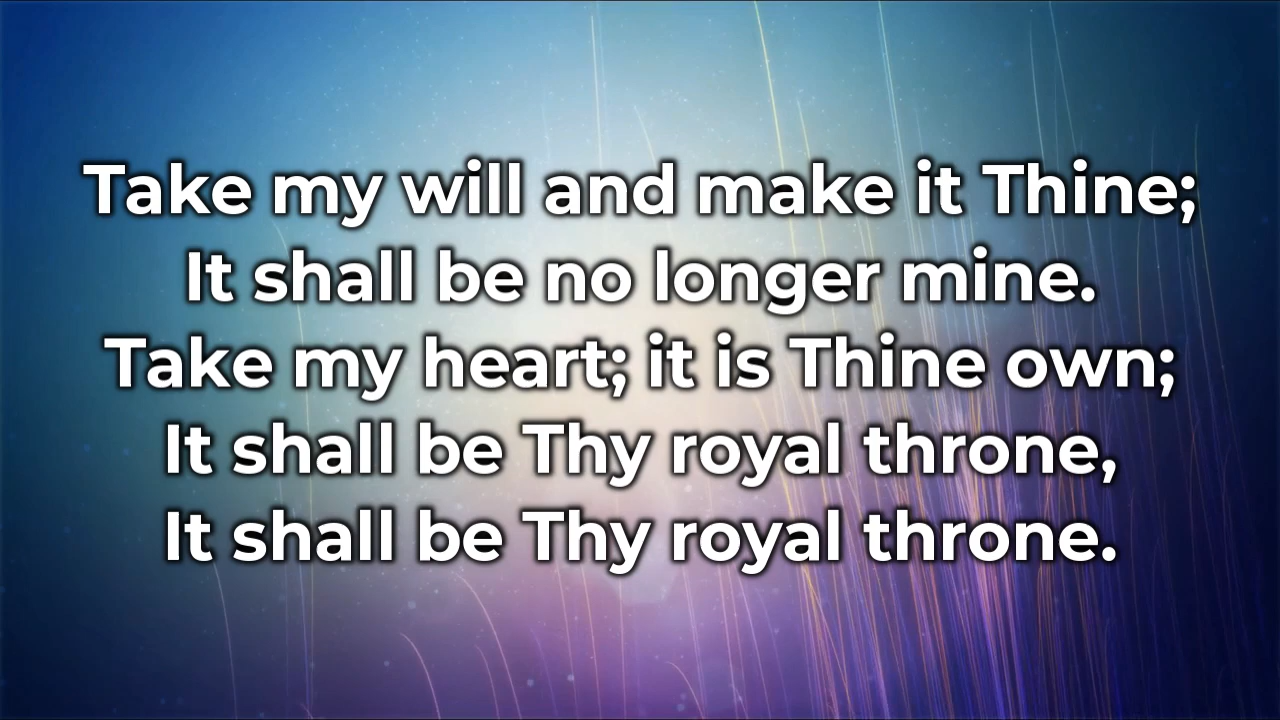 Take my will and make it Thine;
It shall be no longer mine.
Take my heart; it is Thine own;
It shall be Thy royal throne,
It shall be Thy royal throne.